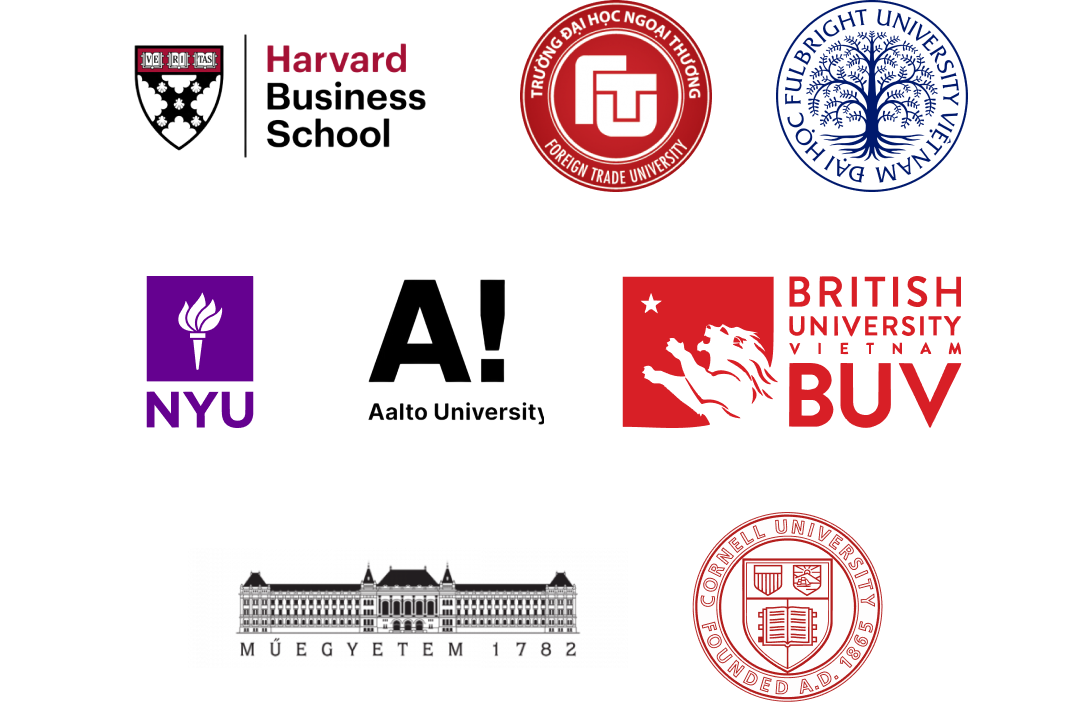 VE RI TAS
Harvard
Business
School
TRƯỜNG ĐẠI HỌC NGOẠI THƯƠNG
FTU
FOREIGN TRADE UNIVERSITY
FULBRIGHT UNIVERSITY VIỆTNAM ĐẠI HỌC
NYU
A!
Aalto University
BRITISH
UNIVERSITY
VIETNAM
BUV
MŰEGYETEM 1782
CORNELL UNIVERSITY
FOUNDED A.D. 1865